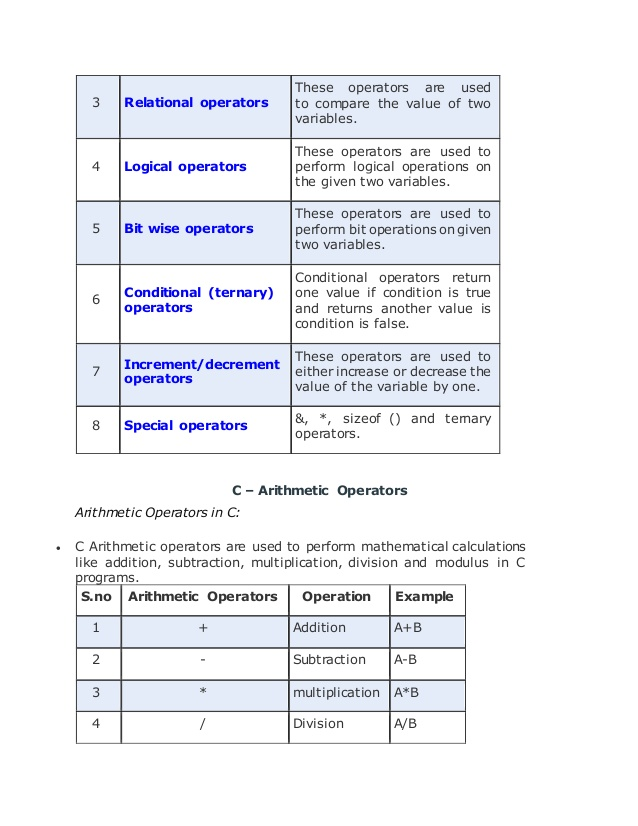 3 Relational operators These operators are used
to compare the value of two
variables.
4 Logical operators These operators are used to
perform logical operations on
the given two variables.
5 Bit wise operators These operators are used to
perform bit operations on given
two variables.
6 Conditional (ternary)
operators Conditional operators return
one value if condition is true
and returns another value is
condition is false.
7 Increment/decrement
operators These operators are used to
either increase or decrease the
value of the variable by one.
8 Special operators &, *, sizeof () and ternary
operators.
C – Arithmetic Operators
Arithmetic Operators in C:
• C Arithmetic operators are used to perform mathematical calculations
like addition, subtraction, multiplication, division and modulus in C
programs.
S.no Arithmetic Operators Operation Example
1 + Addition A+B
2 - Subtraction A-B
3 * multiplication A*B
4 / Division A/B